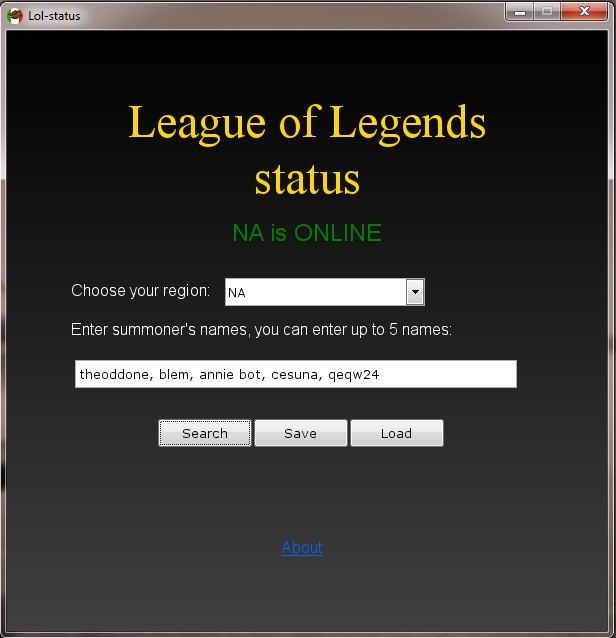 Lol-status
League of Legends
status
NA is ONLINE
Choose your region: NA
Enter summoner's names, you can enter up to 5 names:
theoddone, blem, annie bot, cesuna, qeqw24
Search Save Load
About